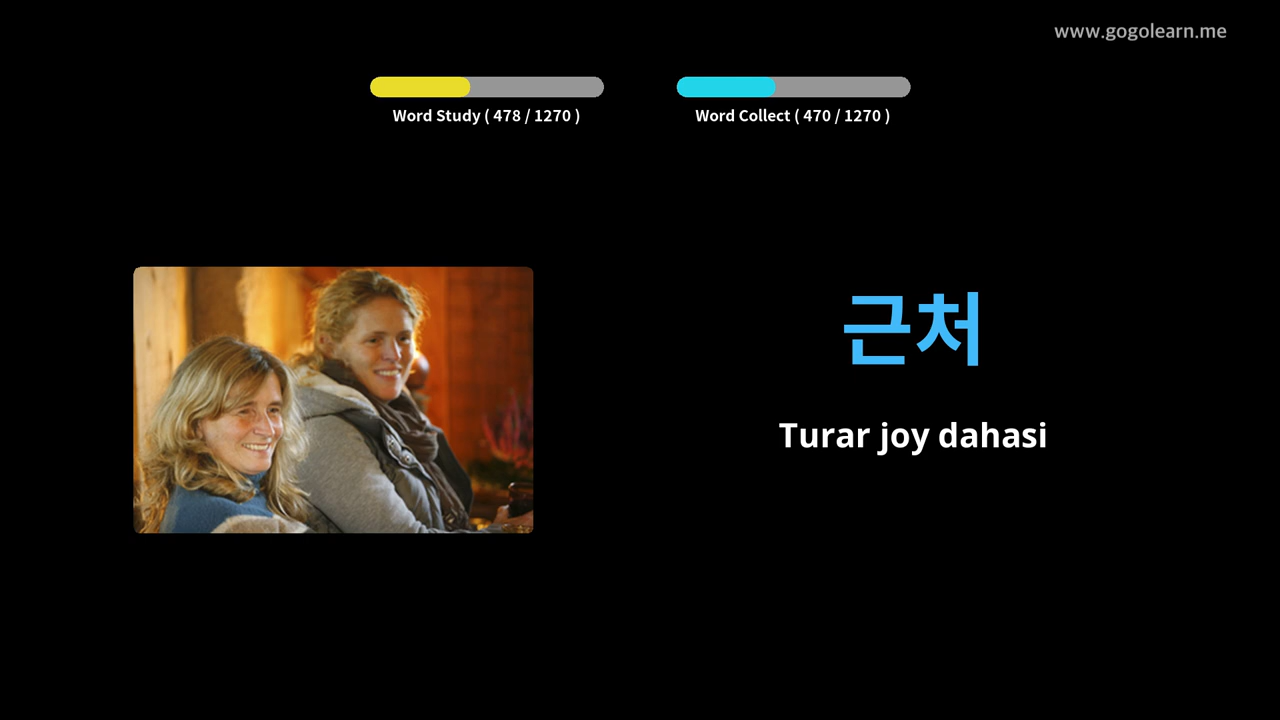 www.gogolearn.me
Word Study ( 478 / 1270 )
Word Collect ( 470 / 1270 )
근처
Turar joy dahasi